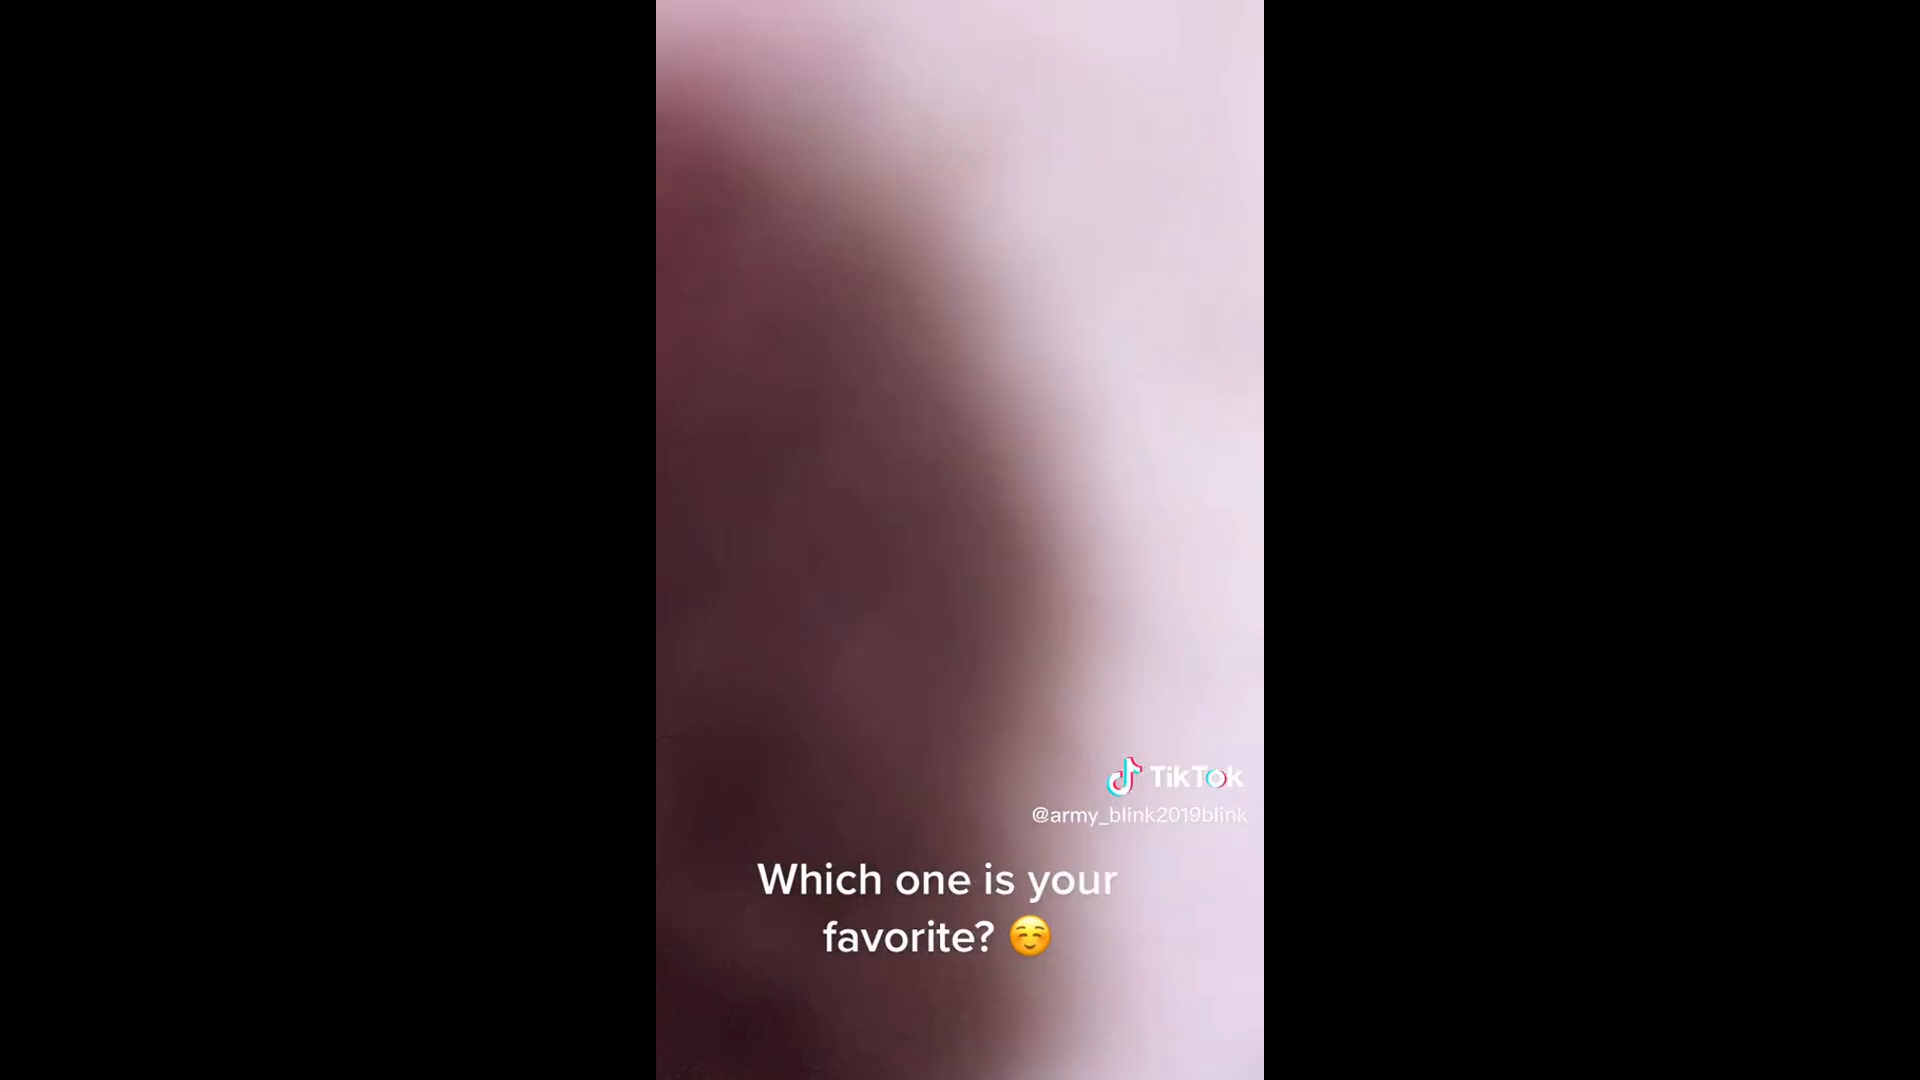 TikTok
@army_blink2019blink
Which one is your
favorite? ☺️